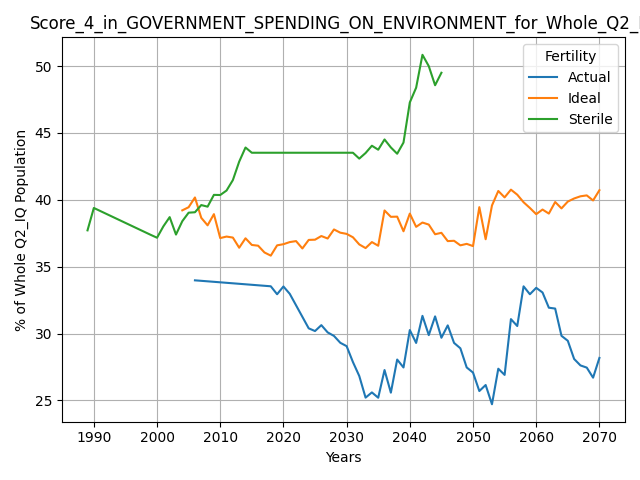 Score_4_in_GOVERNMENT_SPENDING_ON_ENVIRONMENT_for_Whole_Q2_
Fertility
Actual
Ideal
Sterile
% of Whole Q2_IQ Population
50
45
40
35
30
25
1990
2000
2010
2020
2030
2040
2050
2060
2070
Years